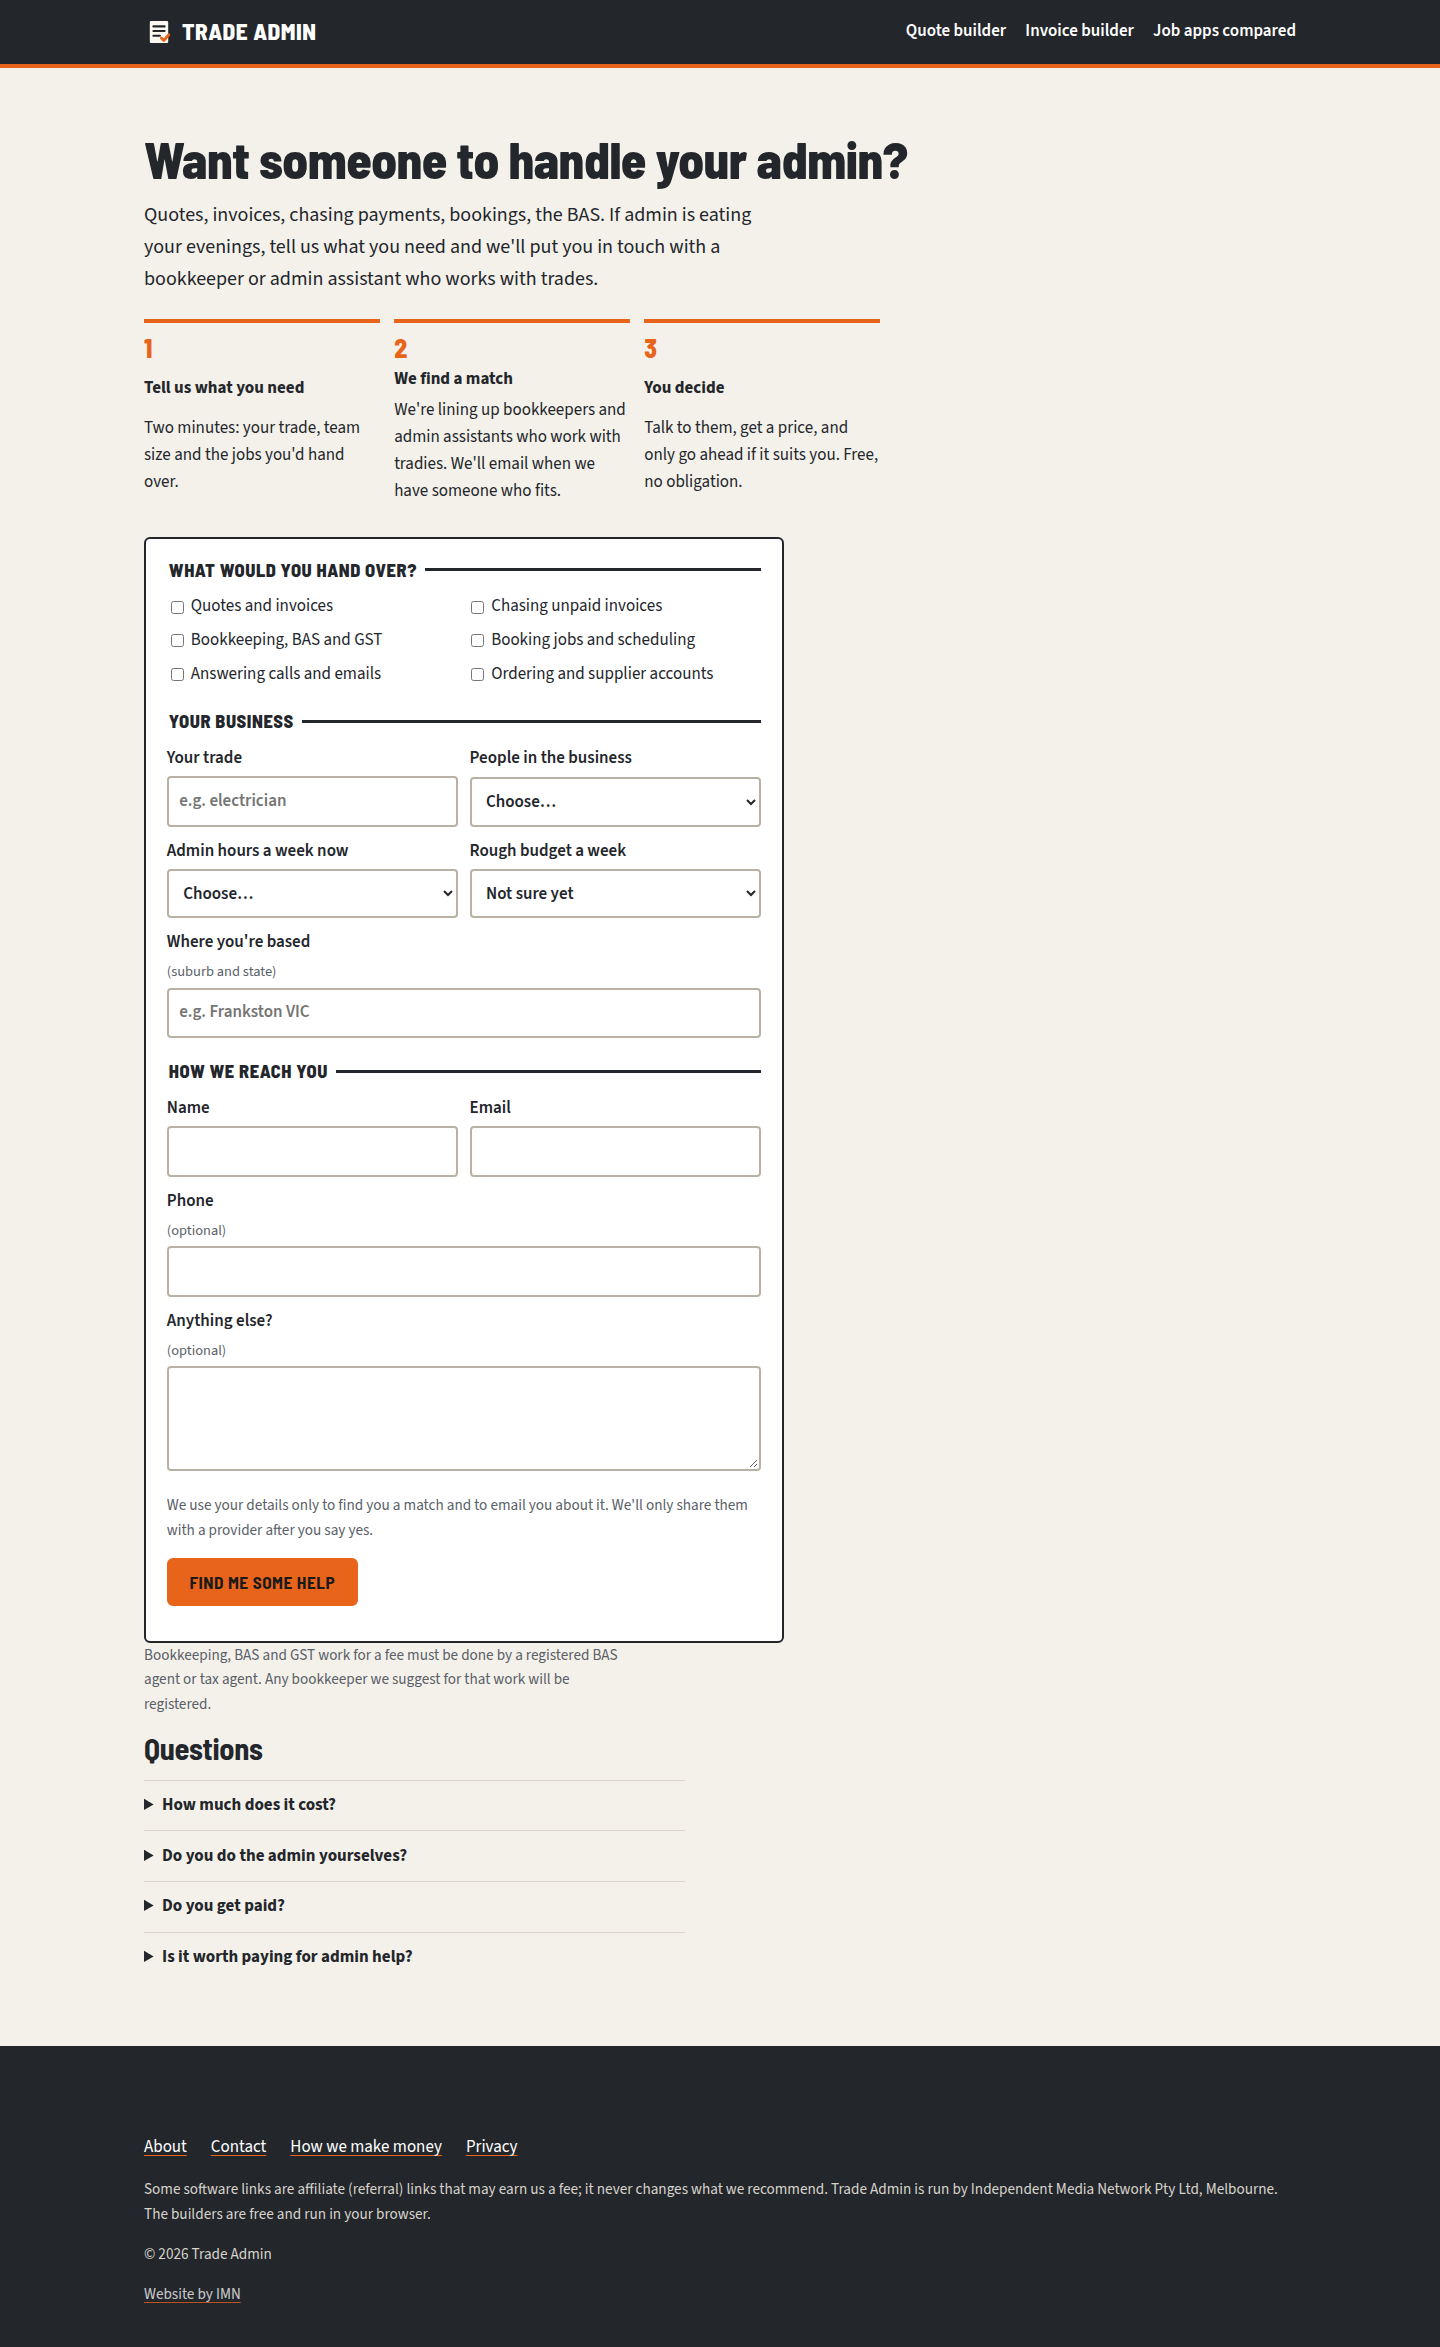 TRADE ADMIN
Quote builder Invoice builder Job apps compared
Want someone to handle your admin?
Quotes, invoices, chasing payments, bookings, the BAS. If admin is eating
your evenings, tell us what you need and we'll put you in touch with a
bookkeeper or admin assistant who works with trades.
1
Tell us what you need
Two minutes: your trade, team
size and the jobs you'd hand
over.
2
We find a match
We're lining up bookkeepers and
admin assistants who work with
tradies. We'll email when we
have someone who fits.
3
You decide
Talk to them, get a price, and
only go ahead if it suits you. Free,
no obligation.
WHAT WOULD YOU HAND OVER?
Quotes and invoices
Chasing unpaid invoices
Bookkeeping, BAS and GST
Booking jobs and scheduling
Answering calls and emails
Ordering and supplier accounts
YOUR BUSINESS
Your trade
e.g. electrician
People in the business
Choose...
Admin hours a week now
Choose...
Rough budget a week
Not sure yet
Where you're based
(suburb and state)
e.g. Frankston VIC
HOW WE REACH YOU
Name
Email
Phone
(optional)
Anything else?
(optional)
We use your details only to find you a match and to email you about it. We'll only share them
with a provider after you say yes.
FIND ME SOME HELP
Bookkeeping, BAS and GST work for a fee must be done by a registered BAS
agent or tax agent. Any bookkeeper we suggest for that work will be
registered.
Questions
How much does it cost?
Do you do the admin yourselves?
Do you get paid?
Is it worth paying for admin help?
About Contact How we make money Privacy
Some software links are affiliate (referral) links that may earn us a fee; it never changes what we recommend. Trade Admin is run by Independent Media Network Pty Ltd, Melbourne.
The builders are free and run in your browser.
© 2026 Trade Admin
Website by IMN